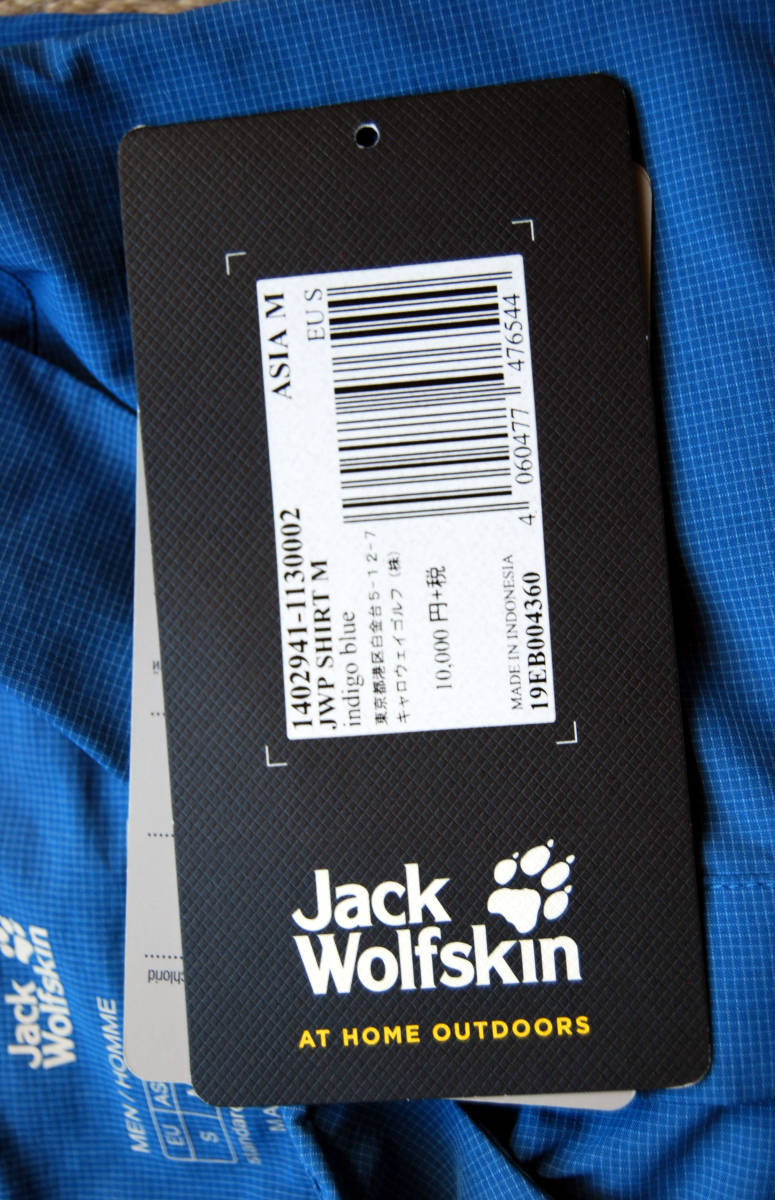 1402941-1130002 ASIA M
JWP SHIRT M EU S
indigo blue
東京都港区白金台5-12-7
キャロウェイゴルフ (株)
10,000 円+税
MADE IN INDONESIA
19EB004360
4 060477 476544
Jack
Wolfskin
AT HOME OUTDOORS
Jack
Wolfskin
MEN / HOMME
EU
S